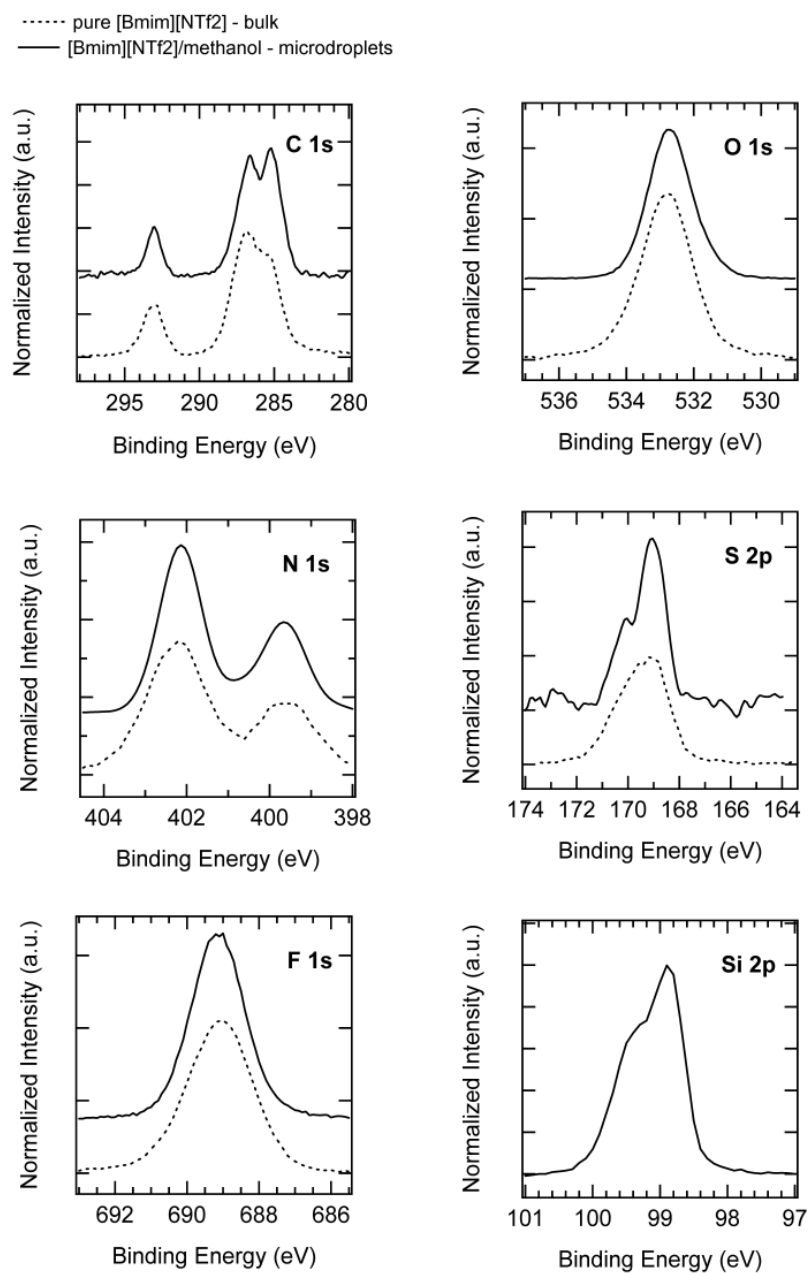 pure [Bmim][NTf2] - bulk
[Bmim][NTf2]/methanol - microdroplets
C 1s
Normalized Intensity (a.u.)
295 290 285 280
Binding Energy (eV)
O 1s
Normalized Intensity (a.u.)
536 534 532 530
Binding Energy (eV)
N 1s
Normalized Intensity (a.u.)
404 402 400 398
Binding Energy (eV)
S 2p
Normalized Intensity (a.u.)
174 172 170 168 166 164
Binding Energy (eV)
F 1s
Normalized Intensity (a.u.)
692 690 688 686
Binding Energy (eV)
Si 2p
Normalized Intensity (a.u.)
101 100 99 98 97
Binding Energy (eV)